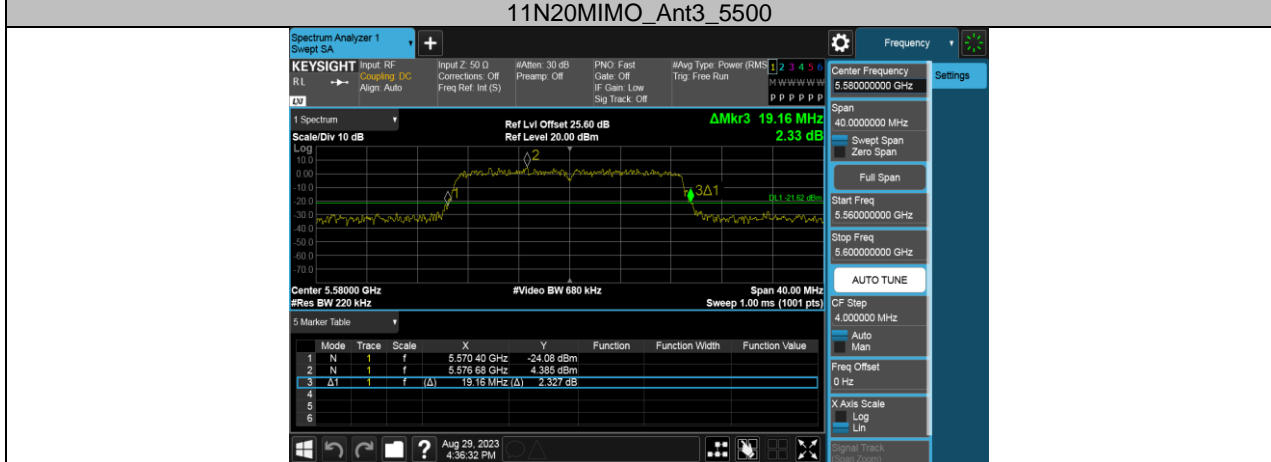 11N20MIMO_Ant3_5500
Spectrum Analyzer 1
Swept SA
Frequency
KEYSIGHT
RL
LXI
Input: RF
Coupling: DC
Align: Auto
Input Z: 50 Ω
Corrections: Off
Freq Ref: Int (S)
#Atten: 30 dB
Preamp: Off
PNO: Fast
Gate: Off
IF Gain: Low
Sig Track: Off
#Avg Type: Power (RMS
Trig: Free Run
1 2 3 4 5 6
M W W W W W
P P P P P P
Center Frequency
5.580000000 GHz
Settings
Span
40.0000000 MHz
Swept Span
Zero Span
Full Span
Start Freq
5.560000000 GHz
Stop Freq
5.600000000 GHz
AUTO TUNE
CF Step
4.000000 MHz
Auto
Man
Freq Offset
0 Hz
X Axis Scale
Log
Lin
Signal Track
(Span Zoom)
1 Spectrum
Scale/Div 10 dB
Ref Lvl Offset 25.60 dB
Ref Level 20.00 dBm
ΔMkr3 19.16 MHz
2.33 dB
Log
10.0
0.00
-10.0
-20.0
-30.0
-40.0
-50.0
-60.0
-70.0
1
2
3Δ1
DL1 -21.62 dBm
Center 5.58000 GHz
#Video BW 680 kHz
Span 40.00 MHz
#Res BW 220 kHz
Sweep 1.00 ms (1001 pts)
5 Marker Table
Mode Trace Scale X Y Function Function Width Function Value
1 N 1 f 5.570 40 GHz -24.08 dBm
2 N 1 f 5.576 68 GHz 4.385 dBm
3 Δ1 1 f (Δ) 19.16 MHz (Δ) 2.327 dB
4
5
6
Aug 29, 2023
4:36:32 PM